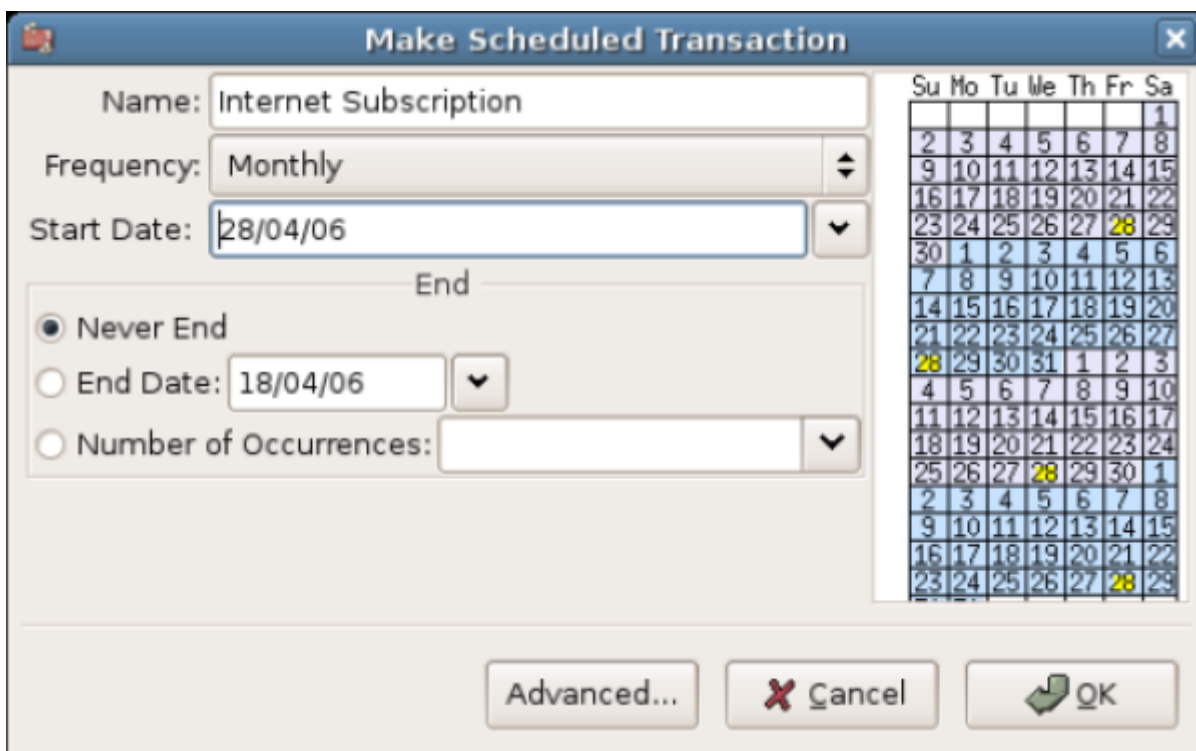 Make Scheduled Transaction
Name: Internet Subscription
Frequency: Monthly
Start Date: 28/04/06
End
Never End
End Date: 18/04/06
Number of Occurrences:
Su Mo Tu We Th Fr Sa
1
2 3 4 5 6 7 8
9 10 11 12 13 14 15
16 17 18 19 20 21 22
23 24 25 26 27 28 29
30 1 2 3 4 5 6
7 8 9 10 11 12 13
14 15 16 17 18 19 20
21 22 23 24 25 26 27
28 29 30 31 1 2 3
4 5 6 7 8 9 10
11 12 13 14 15 16 17
18 19 20 21 22 23 24
25 26 27 28 29 30 1
2 3 4 5 6 7 8
9 10 11 12 13 14 15
16 17 18 19 20 21 22
23 24 25 26 27 28 29
Advanced... Cancel OK